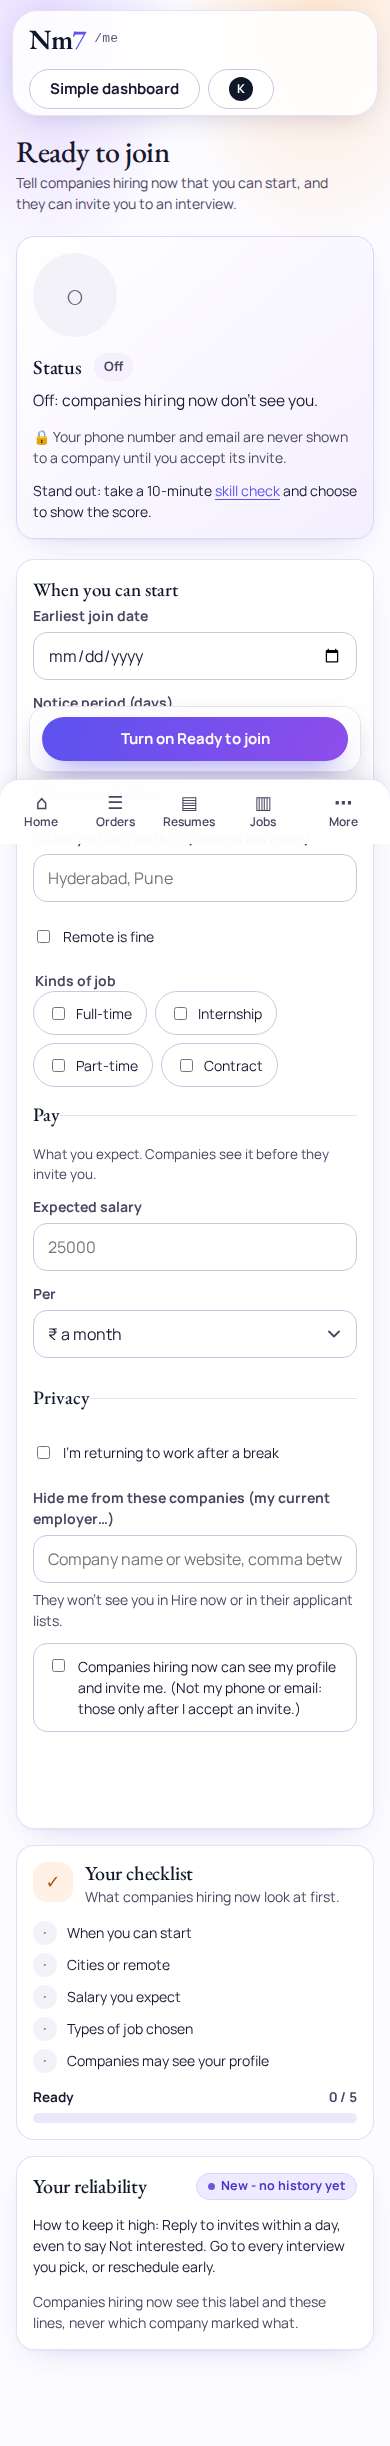 Nm7 /me
Simple dashboard K
Ready to join
Tell companies hiring now that you can start, and
they can invite you to an interview.
Status Off
Off: companies hiring now don't see you.
🔒 Your phone number and email are never shown
to a company until you accept its invite.
Stand out: take a 10-minute skill check and choose
to show the score.
When you can start
Earliest join date
mm/dd/yyyy
Notice period (days)
Turn on Ready to join
Home Orders Resumes Jobs More
Hyderabad, Pune
Remote is fine
Kinds of job
Full-time Internship
Part-time Contract
Pay
What you expect. Companies see it before they
invite you.
Expected salary
25000
Per
₹ a month
Privacy
I'm returning to work after a break
Hide me from these companies (my current
employer…)
Company name or website, comma betw
They won't see you in Hire now or in their applicant
lists.
Companies hiring now can see my profile
and invite me. (Not my phone or email:
those only after I accept an invite.)
✓ Your checklist
What companies hiring now look at first.
· When you can start
· Cities or remote
· Salary you expect
· Types of job chosen
· Companies may see your profile
Ready 0 / 5
Your reliability New - no history yet
How to keep it high: Reply to invites within a day,
even to say Not interested. Go to every interview
you pick, or reschedule early.
Companies hiring now see this label and these
lines, never which company marked what.